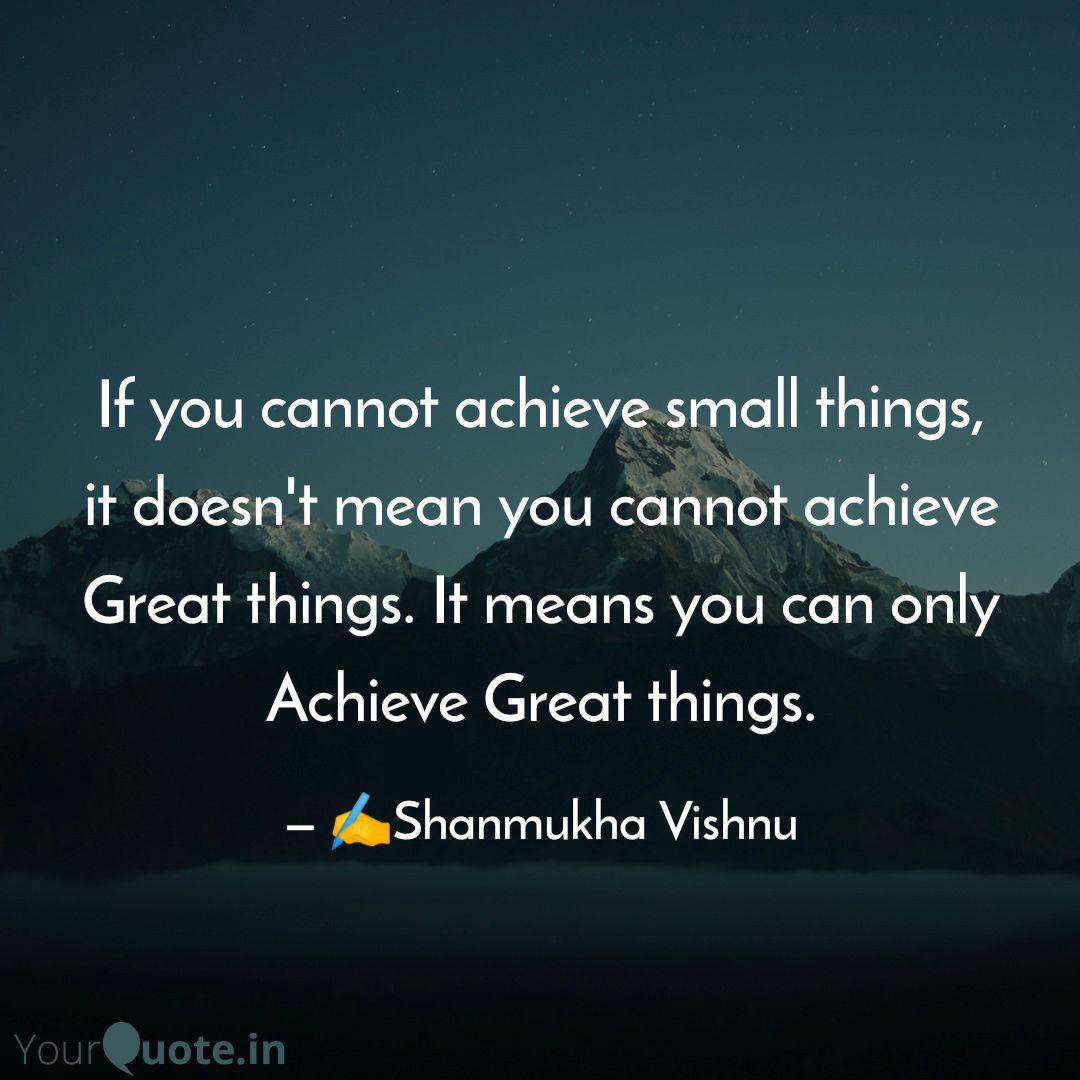 If you cannot achieve small things,
it doesn't mean you cannot achieve
Great things. It means you can only
Achieve Great things.
– ✍Shanmukha Vishnu
YourQuote.in